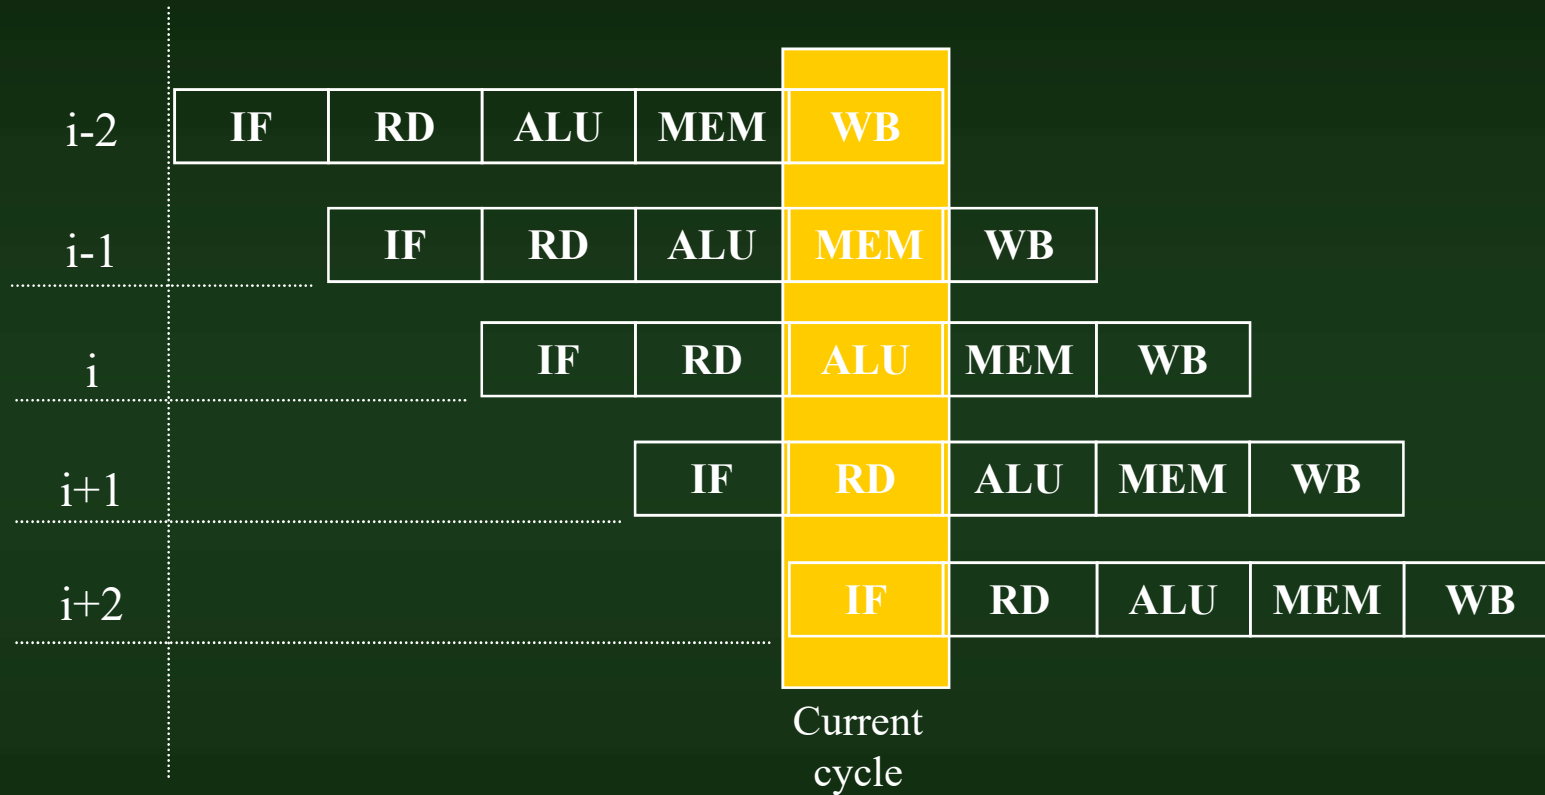 i-2 IF RD ALU MEM WB
i-1 IF RD ALU MEM WB
i IF RD ALU MEM WB
i+1 IF RD ALU MEM WB
i+2 IF RD ALU MEM WB
Current
cycle